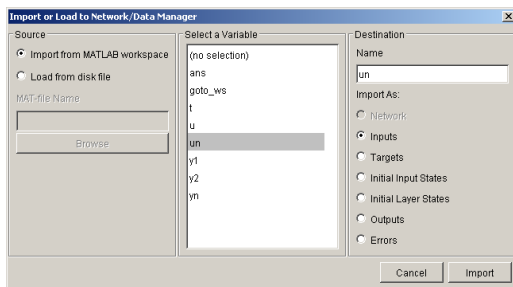 Import or Load to Network/Data Manager
Source
Import from MATLAB workspace
Load from disk file
MAT-file Name
Browse
Select a Variable
(no selection)
ans
goto_ws
t
u
un
y1
y2
yn
Destination
Name
un
Import As:
Network
Inputs
Targets
Initial Input States
Initial Layer States
Outputs
Errors
Cancel
Import